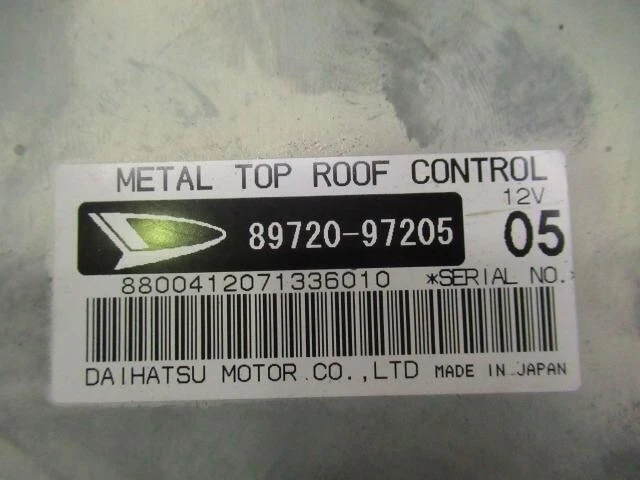 METAL TOP ROOF CONTROL
12V
89720-97205
05
8800412071336010 *SERIAL NO.
DAIHATSU MOTOR CO.,LTD MADE IN JAPAN